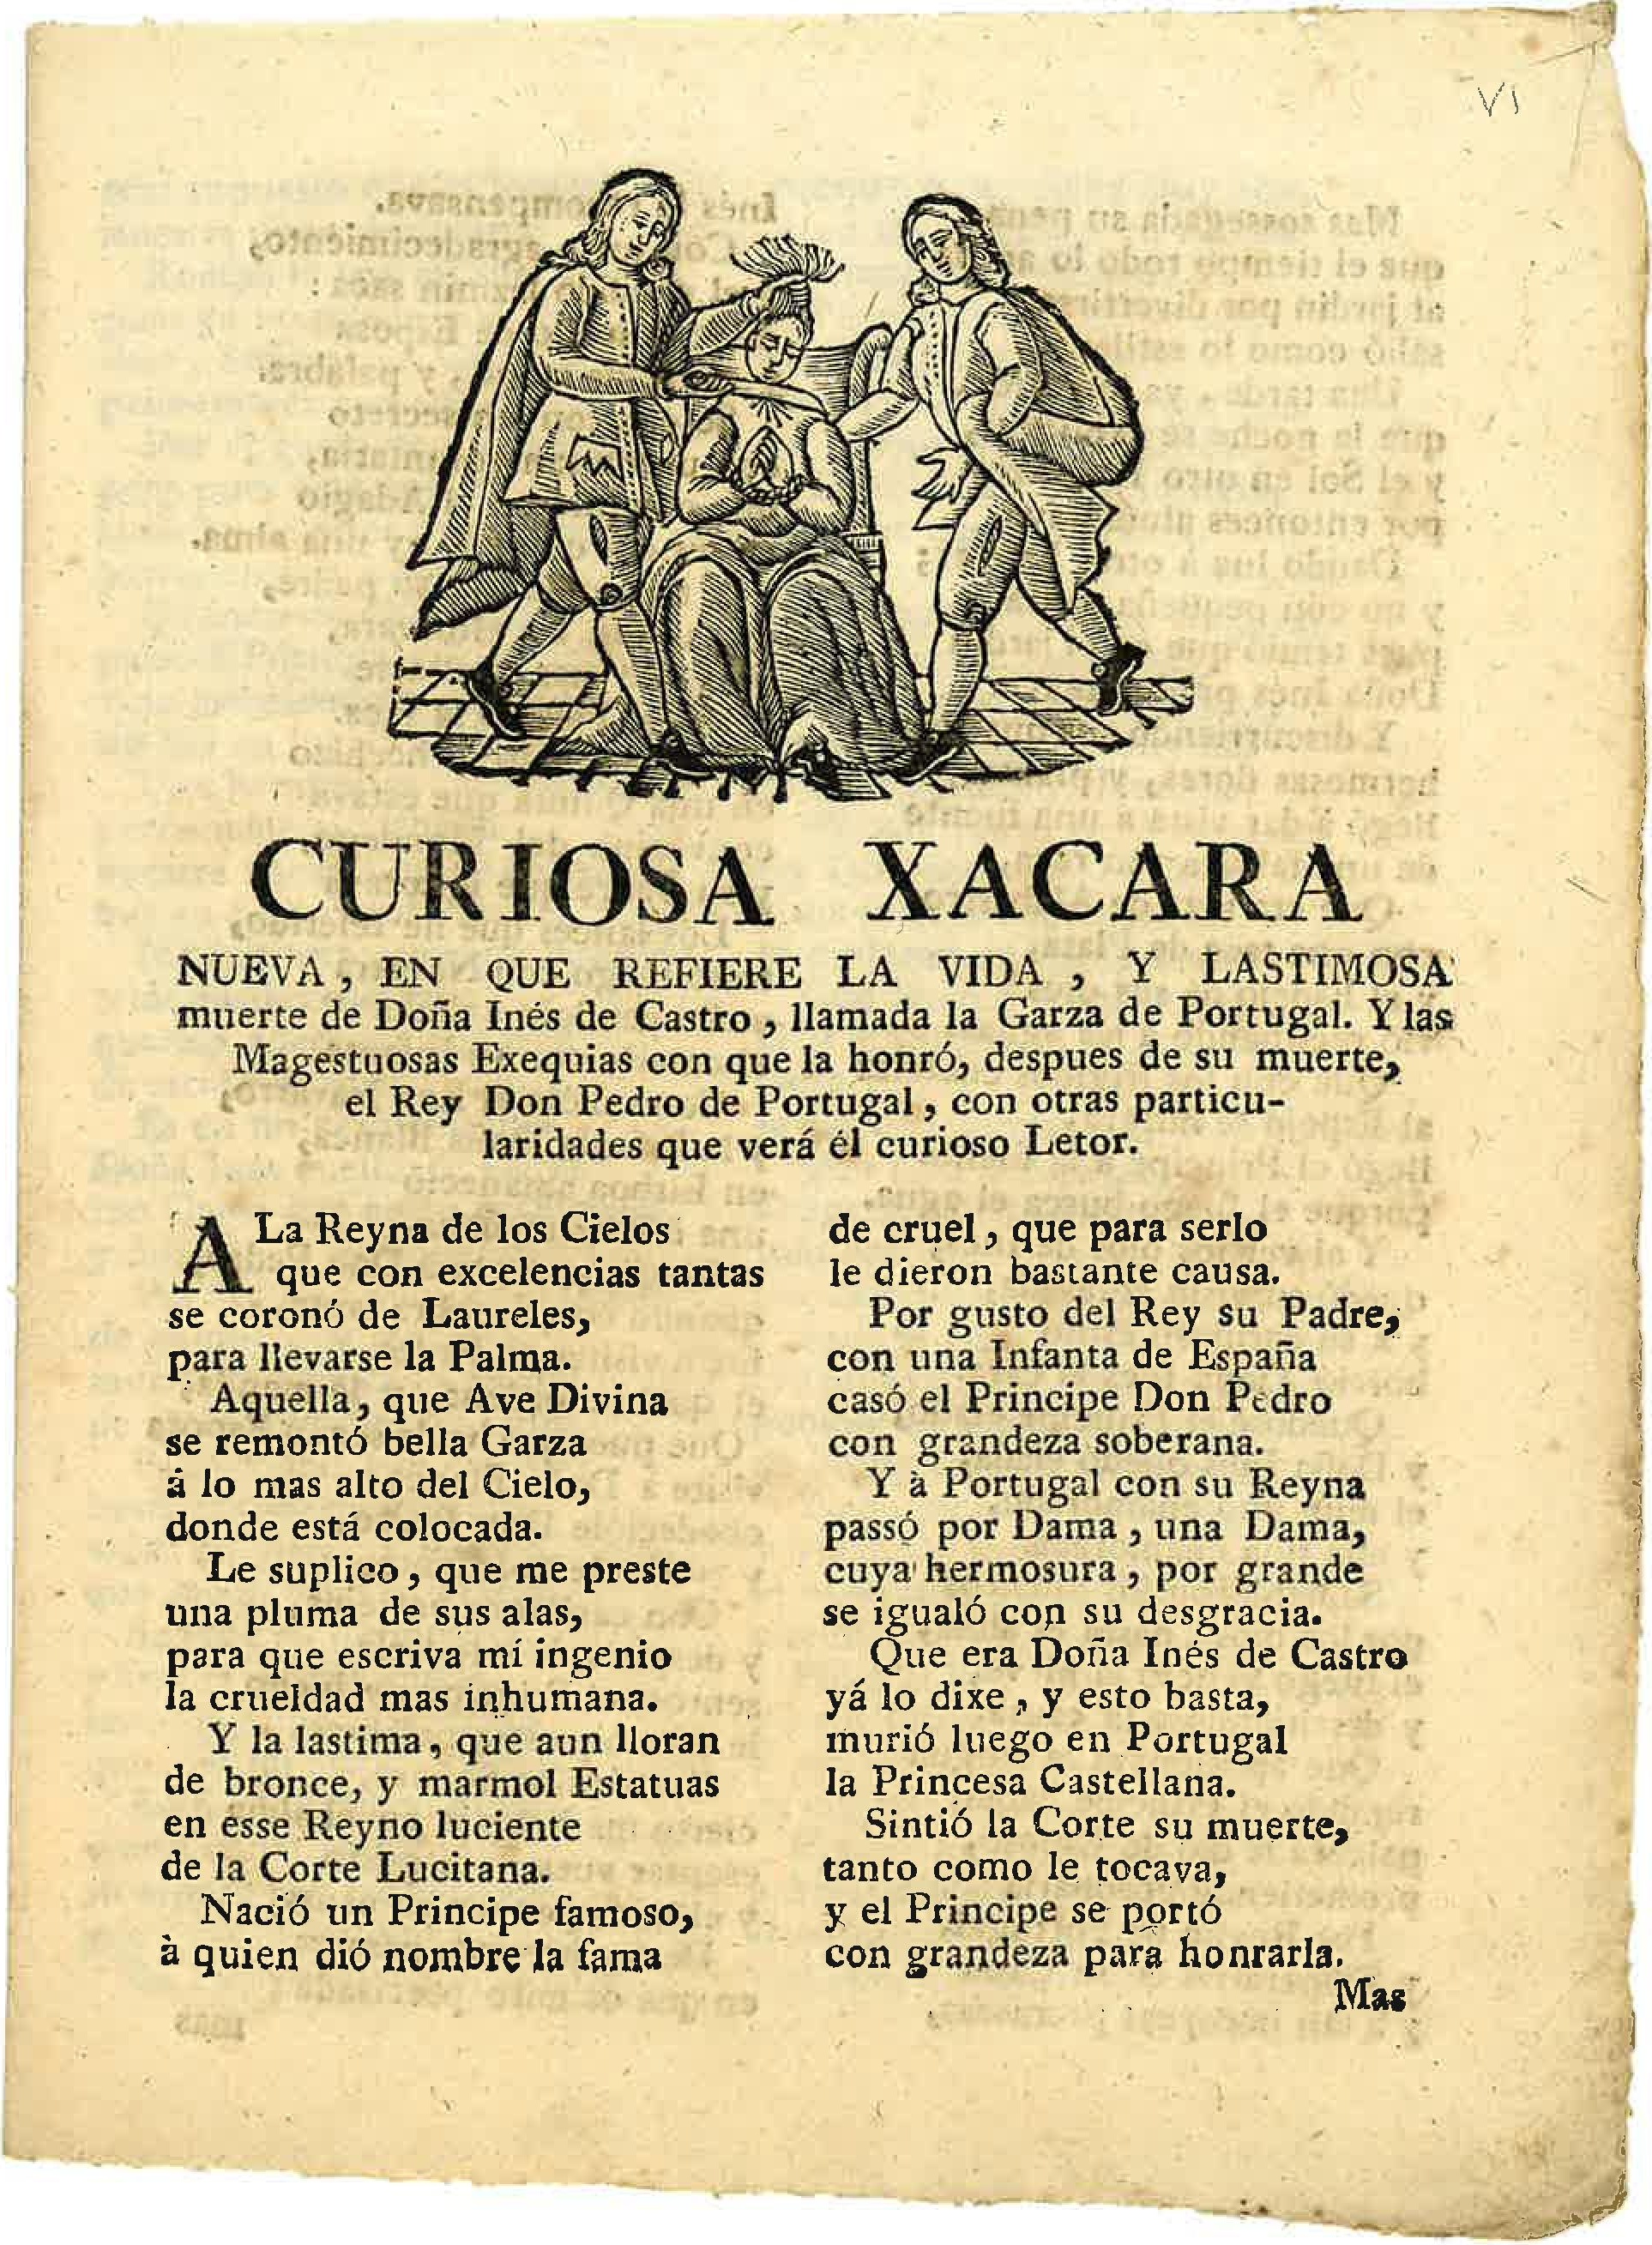 VI
CURIOSA XACARA
NUEVA, EN QUE REFIERE LA VIDA, Y LASTIMOSA
muerte de Doña Inés de Castro, llamada la Garza de Portugal. Y las
Magestuosas Exequias con que la honró, despues de su muerte,
el Rey Don Pedro de Portugal, con otras particu-
laridades que verá él curioso Letor.
A La Reyna de los Cielos
que con excelencias tantas
se coronó de Laureles,
para llevarse la Palma.
Aquella, que Ave Divina
se remontó bella Garza
á lo mas alto del Cielo,
donde está colocada.
Le suplico, que me preste
una pluma de sus alas,
para que escriva mí ingenio
la crueldad mas inhumana.
Y la lastima, que aun lloran
de bronce, y marmol Estatuas
en esse Reyno luciente
de la Corte Lucitana.
Nació un Principe famoso,
à quien dió nombre la fama
de cruel, que para serlo
le dieron bastante causa.
Por gusto del Rey su Padre,
con una Infanta de España
casó el Principe Don Pedro
con grandeza soberana.
Y à Portugal con su Reyna
passó por Dama, una Dama,
cuya hermosura, por grande
se igualó con su desgracia.
Que era Doña Inés de Castro
yá lo dixe, y esto basta,
murió luego en Portugal
la Princesa Castellana.
Sintió la Corte su muerte,
tanto como le tocava,
y el Principe se portó
con grandeza para honrarla.
Mas